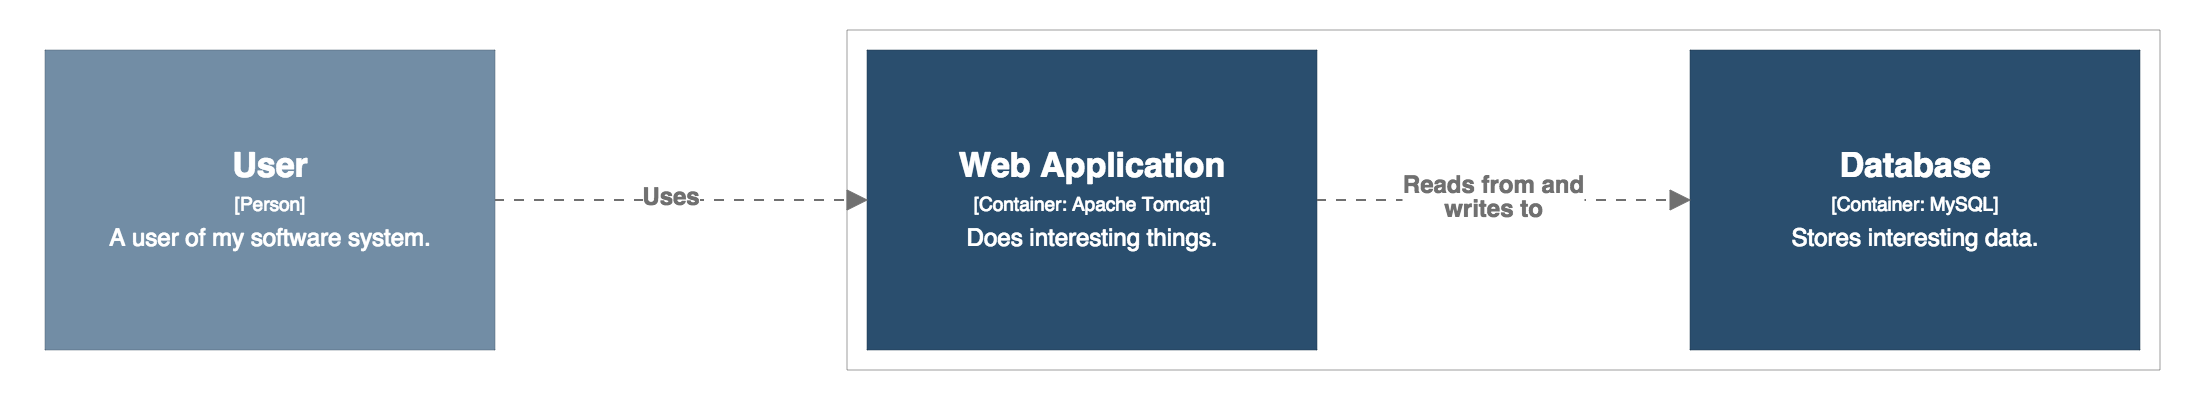 User
[Person]
A user of my software system.
Uses
Web Application
[Container: Apache Tomcat]
Does interesting things.
Reads from and
writes to
Database
[Container: MySQL]
Stores interesting data.